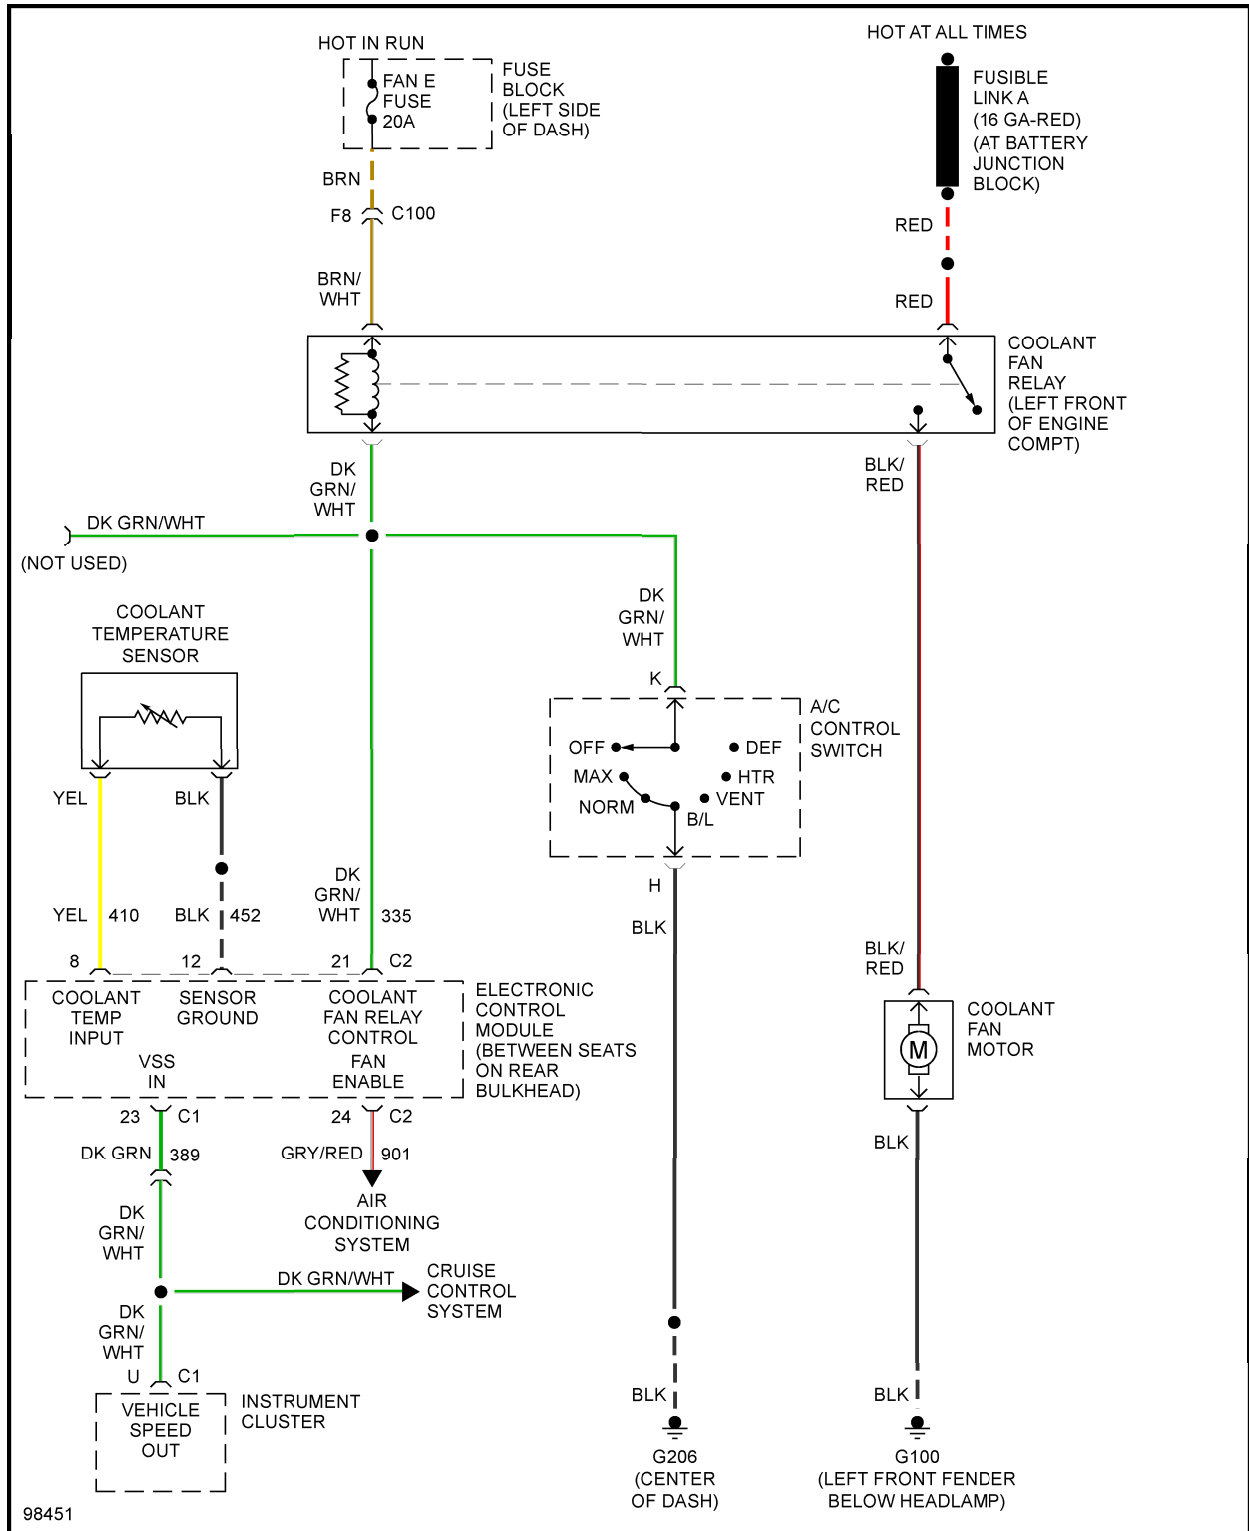 HOT IN RUN
HOT AT ALL TIMES
FAN E
FUSE
20A
FUSE
BLOCK
(LEFT SIDE
OF DASH)
FUSIBLE
LINK A
(16 GA-RED)
(AT BATTERY
JUNCTION
BLOCK)
BRN
F8
C100
RED
BRN/
WHT
RED
COOLANT
FAN
RELAY
(LEFT FRONT
OF ENGINE
COMPT)
DK
GRN/
WHT
BLK/
RED
DK GRN/WHT
(NOT USED)
COOLANT
TEMPERATURE
SENSOR
DK
GRN/
WHT
K
A/C
CONTROL
SWITCH
OFF
DEF
MAX
HTR
NORM
VENT
B/L
YEL
BLK
H
BLK
DK
GRN/
WHT
YEL
410
BLK
452
335
8
12
21
C2
BLK/
RED
COOLANT
TEMP
INPUT
SENSOR
GROUND
COOLANT
FAN RELAY
CONTROL
VSS
IN
FAN
ENABLE
ELECTRONIC
CONTROL
MODULE
(BETWEEN SEATS
ON REAR
BULKHEAD)
COOLANT
FAN
MOTOR
M
23
C1
24
C2
DK GRN
389
GRY/RED
901
BLK
AIR
CONDITIONING
SYSTEM
DK
GRN/
WHT
DK GRN/WHT
CRUISE
CONTROL
SYSTEM
DK
GRN/
WHT
U
C1
VEHICLE
SPEED
OUT
INSTRUMENT
CLUSTER
BLK
BLK
G206
(CENTER
OF DASH)
G100
(LEFT FRONT FENDER
BELOW HEADLAMP)
98451